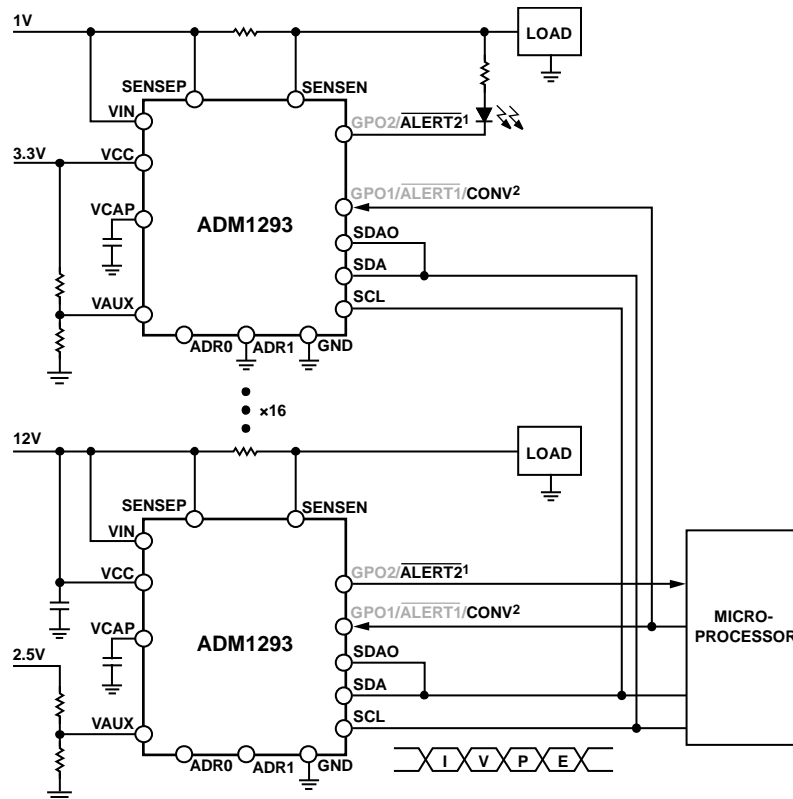 1V
LOAD
SENSEP
SENSEN
VIN
GPO2/ALERT2¹
3.3V
VCC
GPO1/ALERT1/CONV²
VCAP
ADM1293
SDAO
SDA
VAUX
SCL
ADR0
ADR1
GND
×16
12V
LOAD
SENSEP
SENSEN
VIN
VCC
GPO2/ALERT2¹
GPO1/ALERT1/CONV²
MICRO-
PROCESSOR
VCAP
ADM1293
2.5V
SDAO
SDA
VAUX
SCL
ADR0
ADR1
GND
I V P E